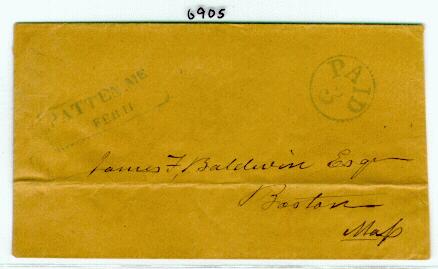 6905
PATTEN, ME
FEB 11
PAID
3
James F, Baldwin Esqr
Boston
Mass